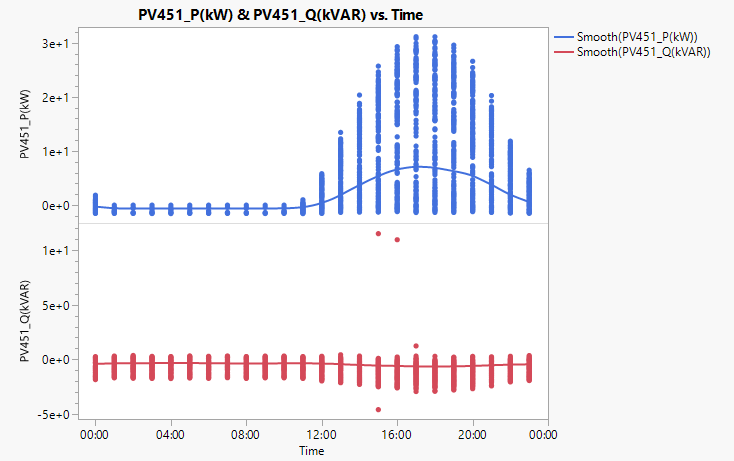 PV451_P(kW) & PV451_Q(kVAR) vs. Time
Smooth(PV451_P(kW))
Smooth(PV451_Q(kVAR))
PV451_P(kW)
3e+1
2e+1
1e+1
0e+0
PV451_Q(kVAR)
1e+1
5e+0
0e+0
-5e+0
00:00 04:00 08:00 12:00 16:00 20:00 00:00
Time